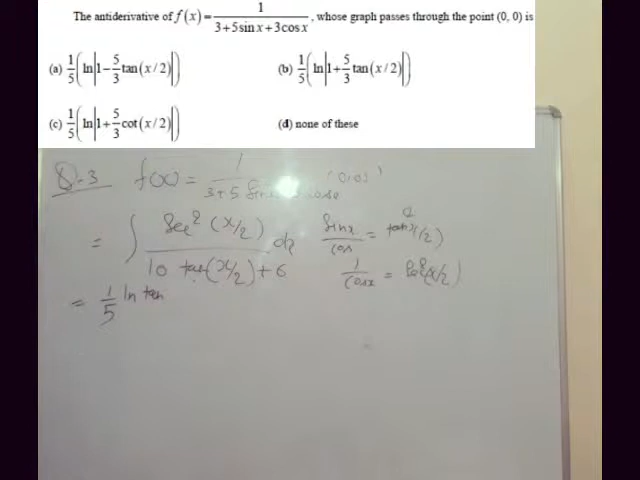 The antiderivative of f(x) = 1/(3+5sinx+3cosx), whose graph passes through the point (0, 0) is
(a) 1/5(ln|1−5/3 tan(x/2)|) (b) 1/5(ln|1+5/3 tan(x/2)|)
(c) 1/5(ln|1+5/3 cot(x/2)|) (d) none of these
Q.3 f(x) = 1/(3+5 Sin
= ∫ Sec²(x/2)/(10 tan(x/2)+6) dx Sinx/cos = tan(x/2)
1/Cosx = Sec²(x/2)
= 1/5 ln tan